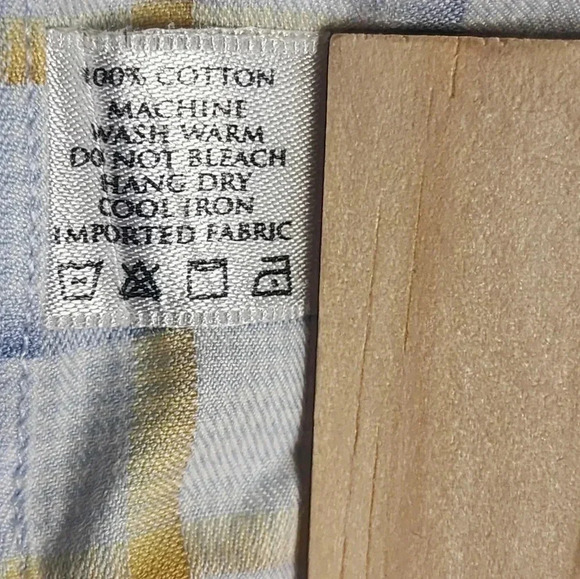 100% COTTON
MACHINE
WASH WARM
DO NOT BLEACH
HANG DRY
COOL IRON
IMPORTED FABRIC